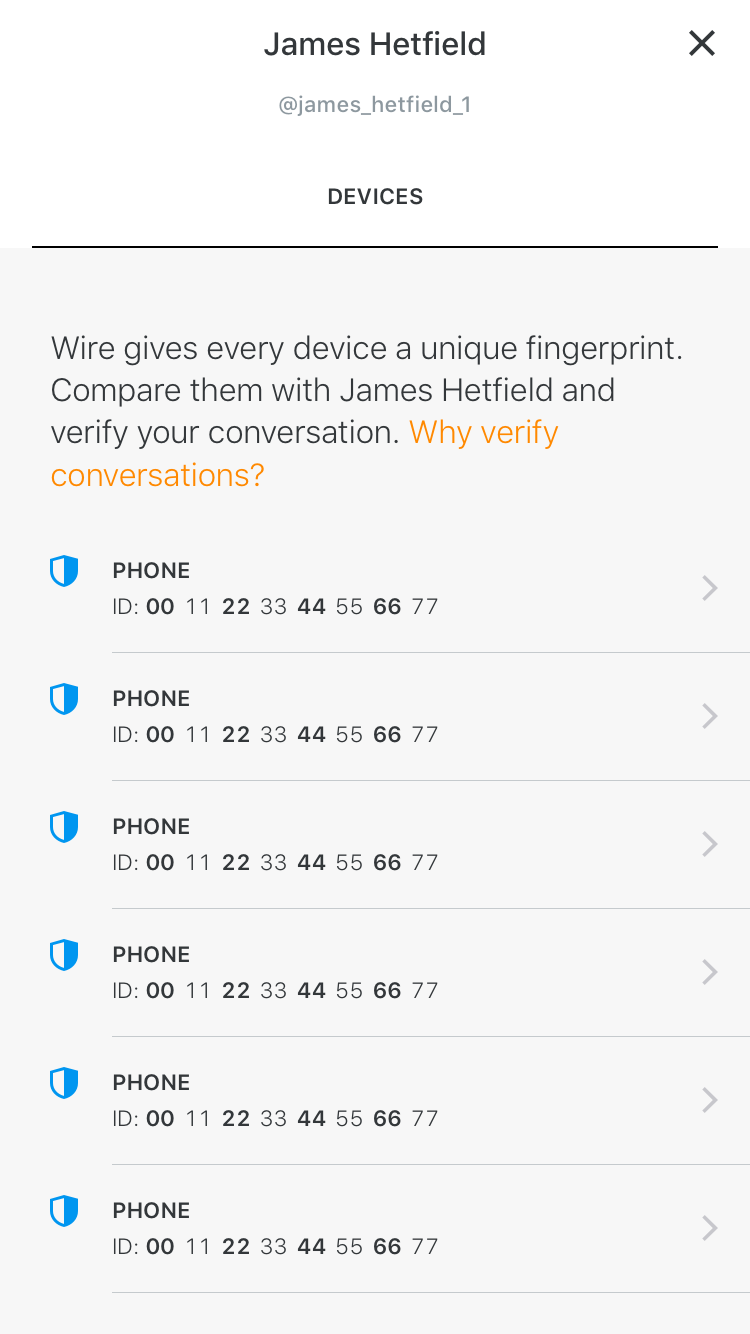 James Hetfield
@james_hetfield_1
DEVICES
Wire gives every device a unique fingerprint.
Compare them with James Hetfield and
verify your conversation. Why verify
conversations?
PHONE
ID: 00 11 22 33 44 55 66 77
PHONE
ID: 00 11 22 33 44 55 66 77
PHONE
ID: 00 11 22 33 44 55 66 77
PHONE
ID: 00 11 22 33 44 55 66 77
PHONE
ID: 00 11 22 33 44 55 66 77
PHONE
ID: 00 11 22 33 44 55 66 77